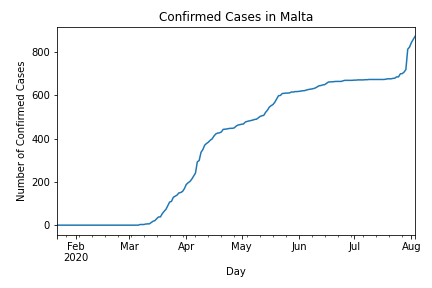 Confirmed Cases in Malta
Number of Confirmed Cases
800
600
400
200
0
Feb Mar Apr May Jun Jul Aug
2020
Day